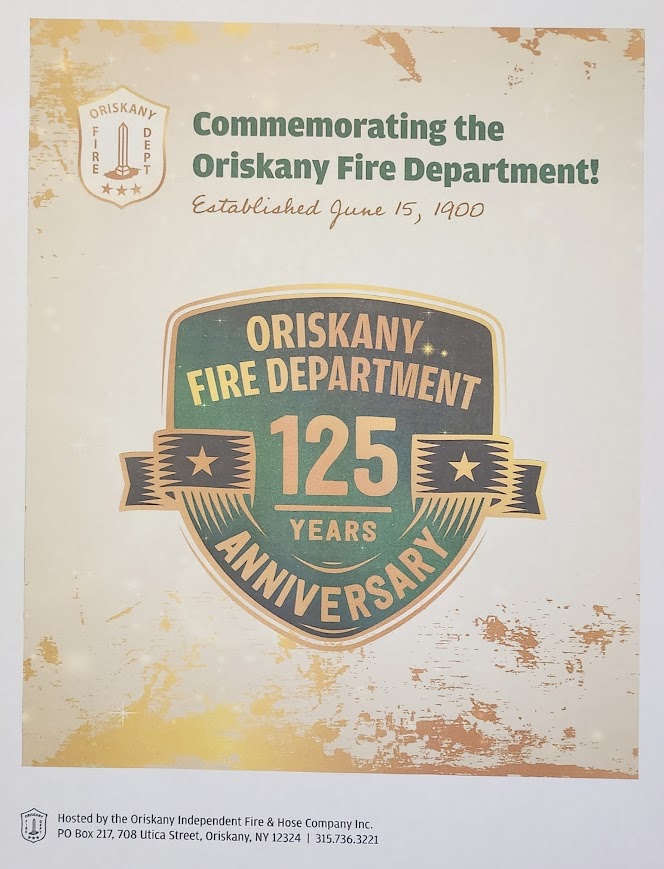 ORISKANY
FIRE DEPT
Commemorating the
Oriskany Fire Department!
Established June 15, 1900
ORISKANY
FIRE DEPARTMENT
125
YEARS
ANNIVERSARY
ORISKANY
Hosted by the Oriskany Independent Fire & Hose Company Inc.
PO Box 217, 708 Utica Street, Oriskany, NY 12324 | 315.736.3221